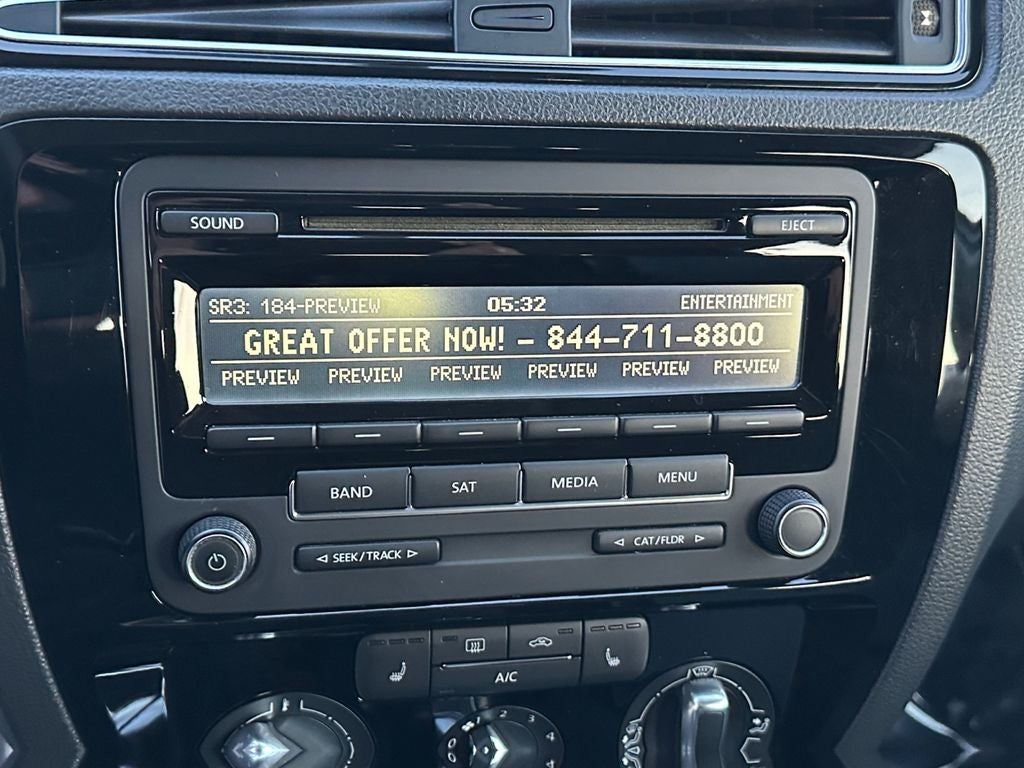 SOUND
EJECT
SR3: 184-PREVIEW 05:32 ENTERTAINMENT
GREAT OFFER NOW! - 844-711-8800
PREVIEW PREVIEW PREVIEW PREVIEW PREVIEW PREVIEW
BAND SAT MEDIA MENU
◁ SEEK/TRACK ▷ ◁ CAT/FLDR ▷
A/C